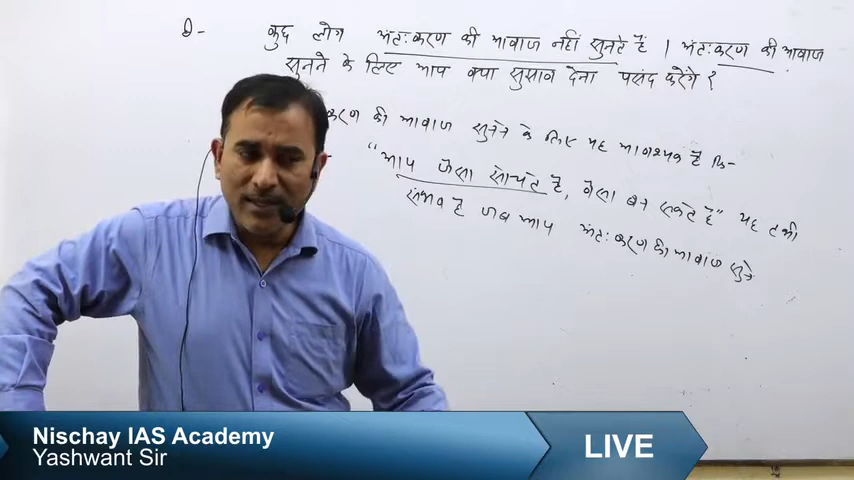 Q- कुछ लोग अंतःकरण की आवाज नहीं सुनते हैं । अंतःकरण की आवाज
सुनने के लिए आप क्या सुझाव देना पसंद करेंगे ?
करण की आवाज सुनने के लिए यह आवश्यक है कि-
"आप जैसा सोचते है, वैसा बन सकते हैं" यह तभी
संभव है जब आप अंतःकरण की आवाज सुने
Nischay IAS Academy
Yashwant Sir
LIVE